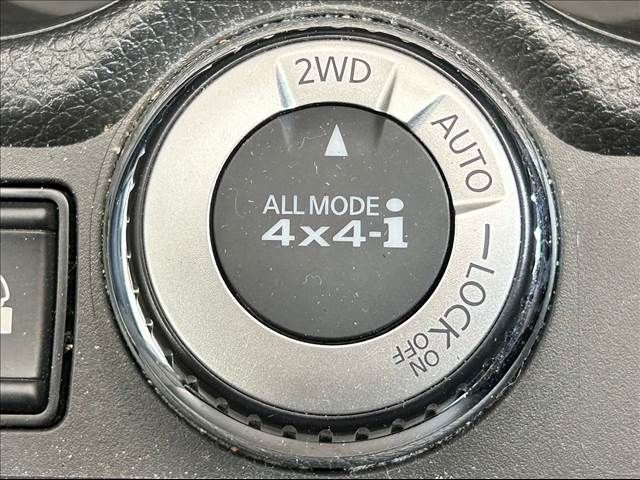 2WD
AUTO
LOCK
ON
OFF
ALL MODE
4x4-i